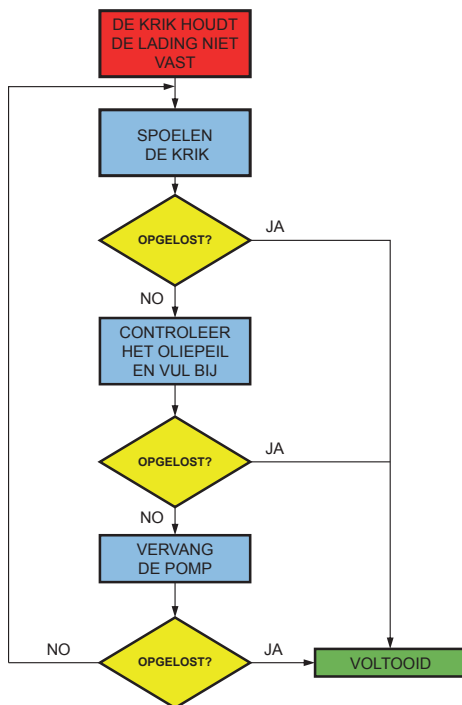 DE KRIK HOUDT
DE LADING NIET
VAST
SPOELEN
DE KRIK
OPGELOST?
JA
NO
CONTROLEER
HET OLIEPEIL
EN VUL BIJ
OPGELOST?
JA
NO
VERVANG
DE POMP
NO
OPGELOST?
JA
VOLTOOID